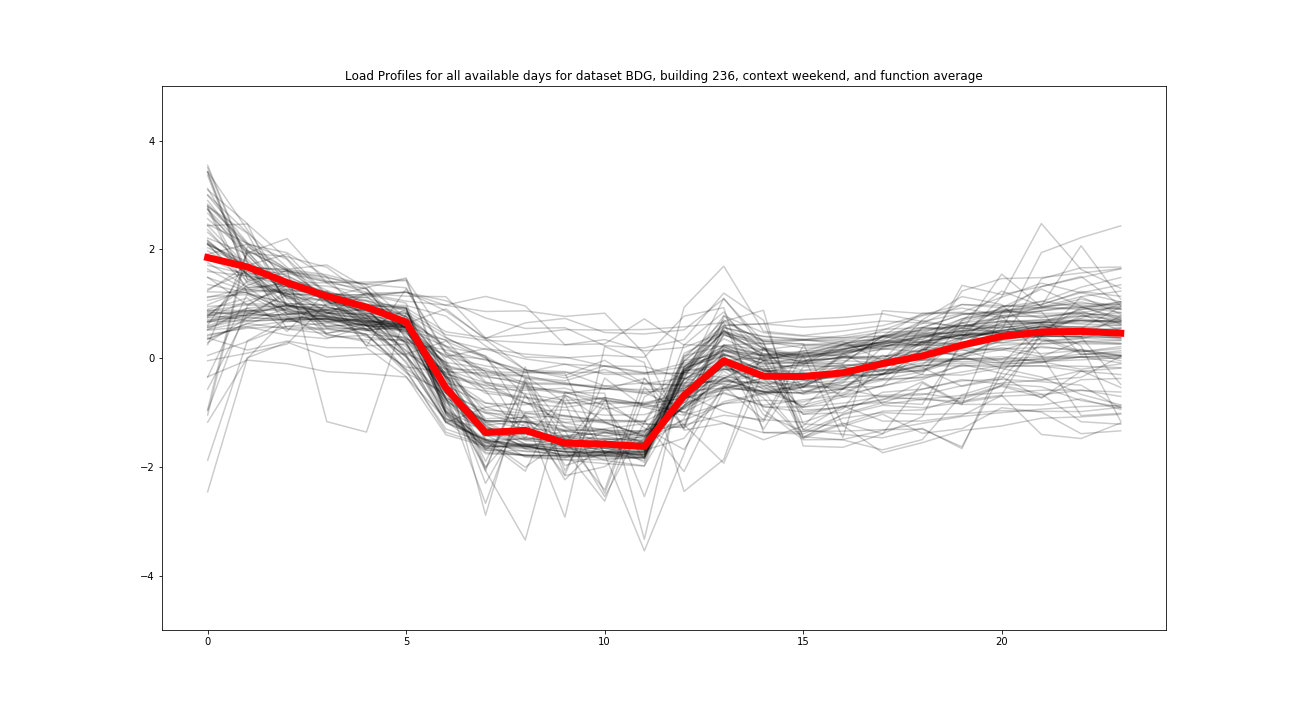 Load Profiles for all available days for dataset BDG, building 236, context weekend, and function average
4
2
0
−2
−4
0 5 10 15 20